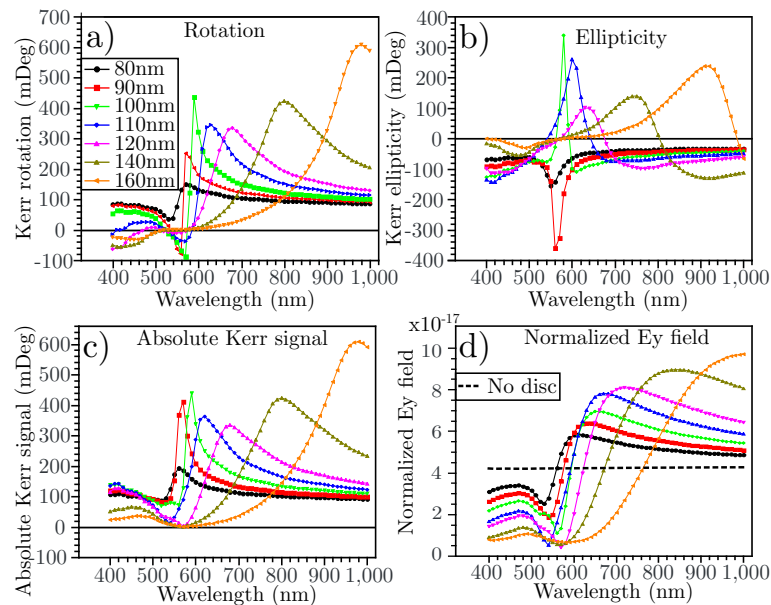 a)
Rotation
Kerr rotation (mDeg)
700
600
500
400
300
200
100
0
-100
80nm
90nm
100nm
110nm
120nm
140nm
160nm
400 500 600 700 800 900 1,000
Wavelength (nm)
b)
Ellipticity
Kerr ellipticity (mDeg)
400
300
200
100
0
-100
-200
-300
-400
400 500 600 700 800 900 1,000
Wavelength (nm)
c)
Absolute Kerr signal
Absolute Kerr signal (mDeg)
600
500
400
300
200
100
0
100
400 500 600 700 800 900 1,000
Wavelength (nm)
d)
x10-17
Normalized Ey field
Normalized Ey field
No disc
10
8
6
4
2
0
400 500 600 700 800 900 1,000
Wavelength (nm)